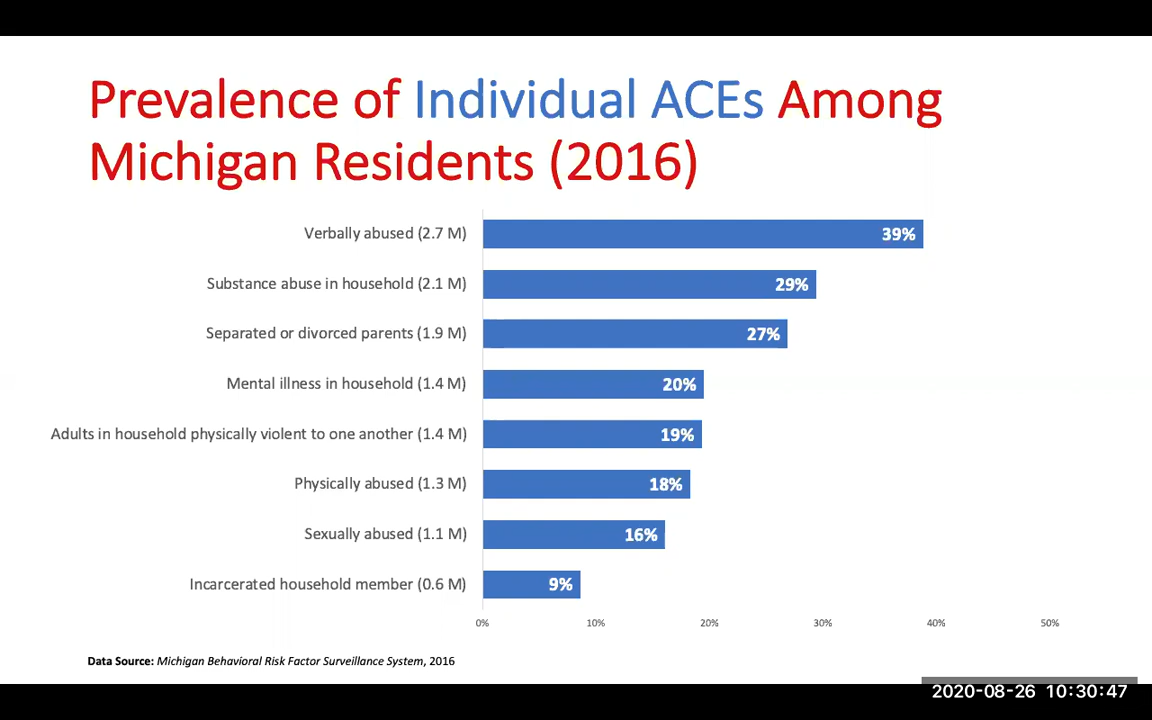 Prevalence of Individual ACEs Among
Michigan Residents (2016)
Verbally abused (2.7 M)
39%
Substance abuse in household (2.1 M)
29%
Separated or divorced parents (1.9 M)
27%
Mental illness in household (1.4 M)
20%
Adults in household physically violent to one another (1.4 M)
19%
Physically abused (1.3 M)
18%
Sexually abused (1.1 M)
16%
Incarcerated household member (0.6 M)
9%
0% 10% 20% 30% 40% 50%
Data Source: Michigan Behavioral Risk Factor Surveillance System, 2016
2020-08-26 10:30:47